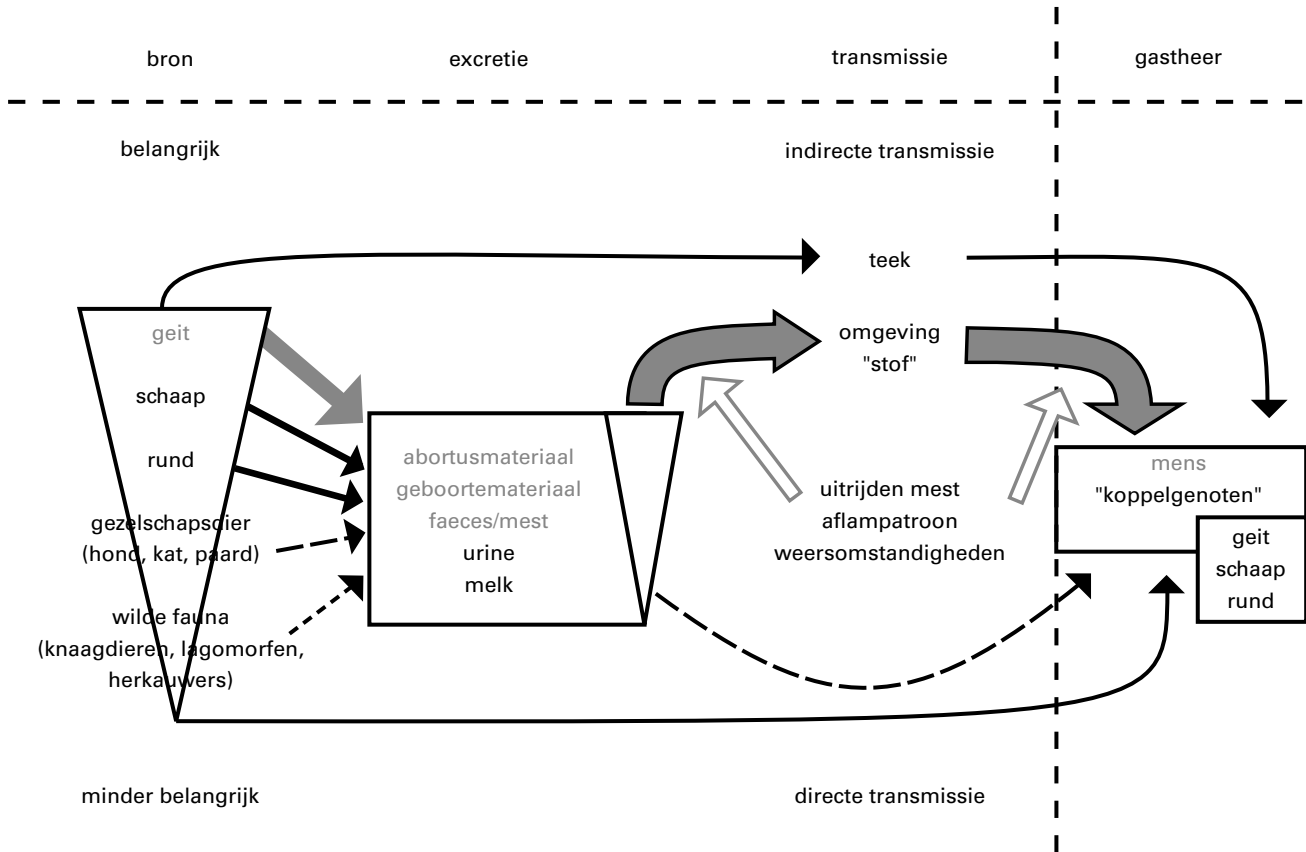 bron
excretie
transmissie
gastheer
belangrijk
indirecte transmissie
teek
geit
schaap
rund
gezelschapsdier
(hond, kat, paard)
wilde fauna
(knaagdieren, lagomorfen,
herkauwers)
abortusmateriaal
geboortemateriaal
faeces/mest
urine
melk
omgeving
"stof"
uitrijden mest
aflampatroon
weersomstandigheden
mens
"koppelgenoten"
geit
schaap
rund
minder belangrijk
directe transmissie